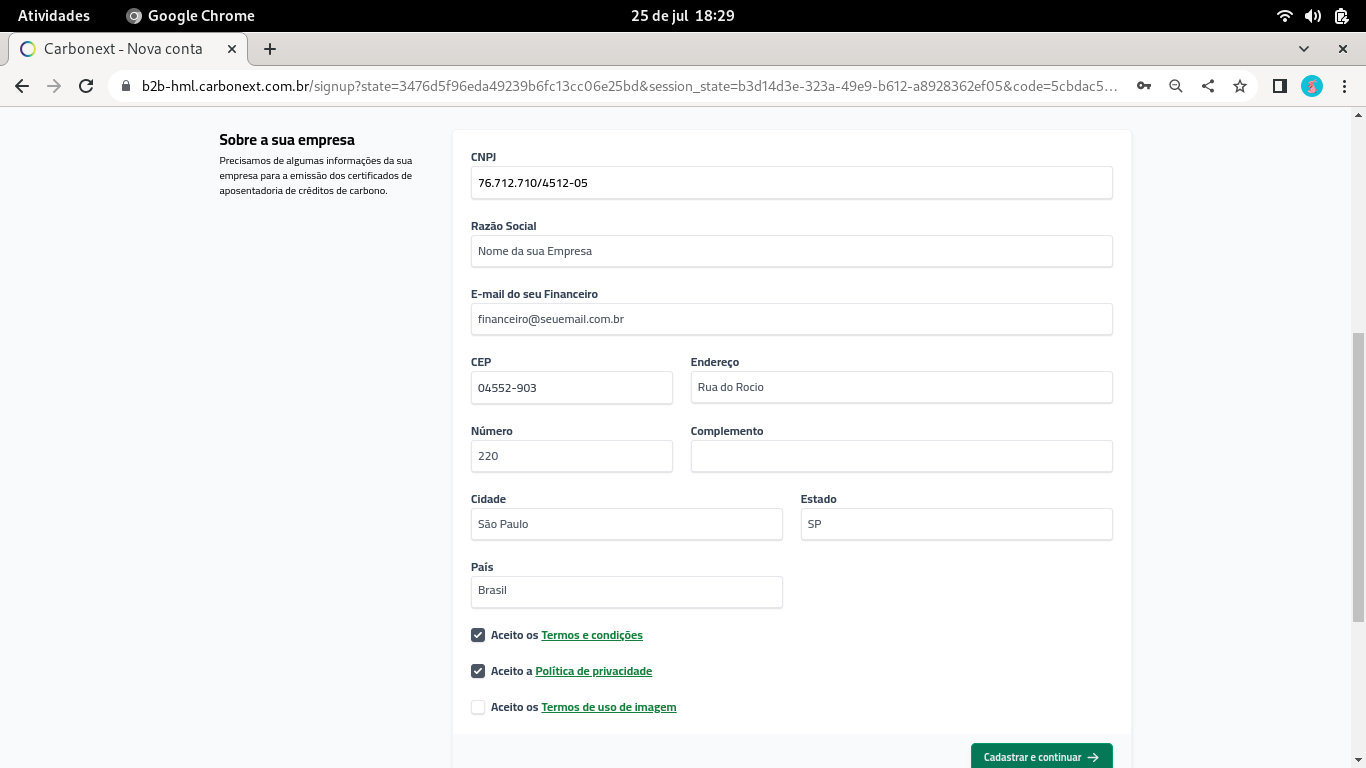 Atividades
Google Chrome
25 de jul 18:29
Carbonext - Nova conta
b2b-hml.carbonext.com.br/signup?state=3476d5f96eda49239b6fc13cc06e25bd&session_state=b3d14d3e-323a-49e9-b612-a8928362ef05&code=5cbdac5…
Sobre a sua empresa
Precisamos de algumas informações da sua
empresa para a emissão dos certificados de
aposentadoria de créditos de carbono.
CNPJ
76.712.710/4512-05
Razão Social
Nome da sua Empresa
E-mail do seu Financeiro
financeiro@seuemail.com.br
CEP
Endereço
04552-903
Rua do Rocio
Número
Complemento
220
Cidade
Estado
São Paulo
SP
País
Brasil
Aceito os Termos e condições
Aceito a Política de privacidade
Aceito os Termos de uso de imagem
Cadastrar e continuar